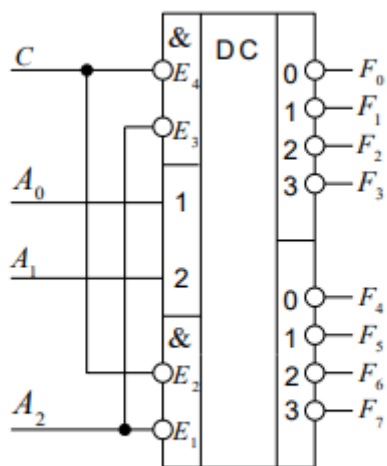 & DC
C E₄ 0 F₀
E₃ 1 F₁
2 F₂
A₀ 1 3 F₃
A₁ 2
0 F₄
& 1 F₅
E₂ 2 F₆
A₂ E₁ 3 F₇